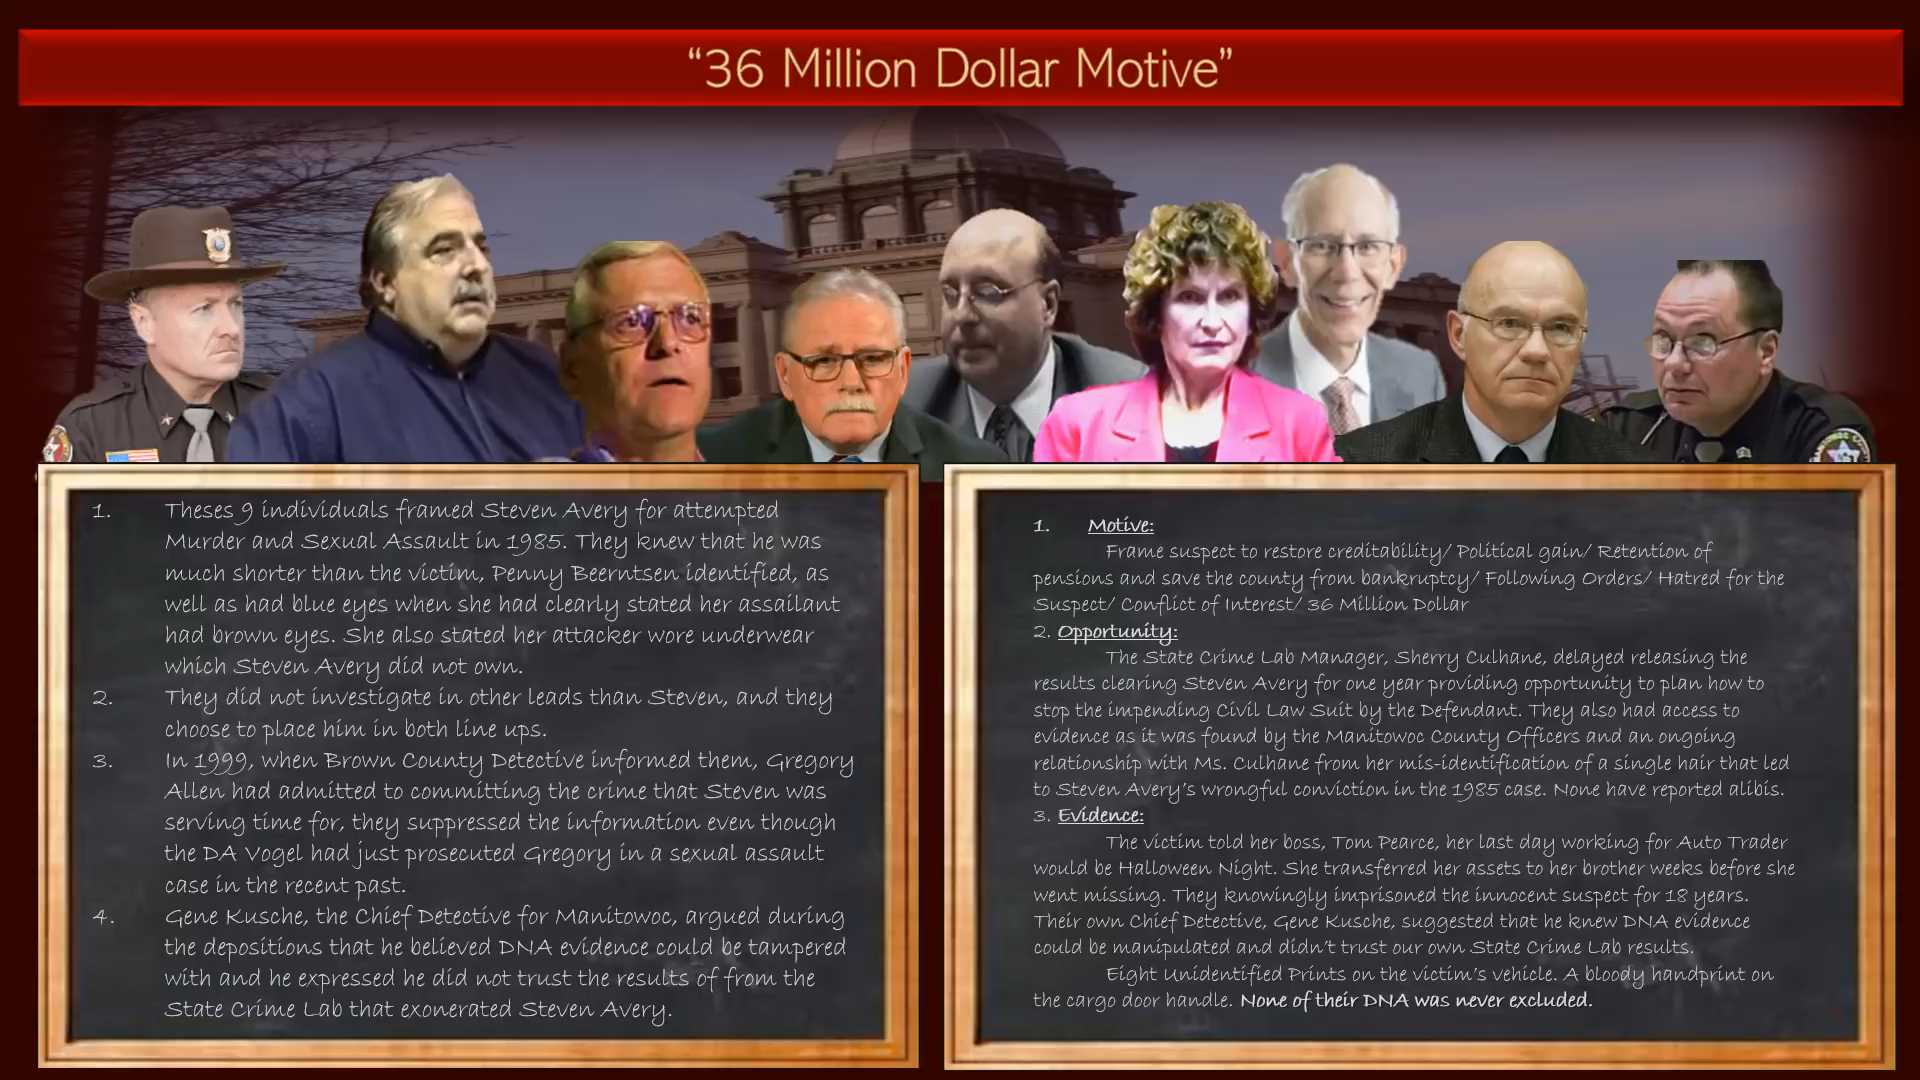 “36 Million Dollar Motive”
1. Theses 9 individuals framed Steven Avery for attempted
Murder and Sexual Assault in 1985. They knew that he was
much shorter than the victim, Penny Beerntsen identified, as
well as had blue eyes when she had clearly stated her assailant
had brown eyes. She also stated her attacker wore underwear
which Steven Avery did not own.
2. They did not investigate in other leads than Steven, and they
choose to place him in both line ups.
3. In 1999, when Brown County Detective informed them, Gregory
Allen had admitted to committing the crime that Steven was
serving time for, they suppressed the information even though
the DA Vogel had just prosecuted Gregory in a sexual assault
case in the recent past.
4. Gene Kusche, the Chief Detective for Manitowoc, argued during
the depositions that he believed DNA evidence could be tampered
with and he expressed he did not trust the results of from the
State Crime Lab that exonerated Steven Avery.
1. Motive:
Frame suspect to restore creditability/ Political gain/ Retention of
pensions and save the county from bankruptcy/ Following Orders/ Hatred for the
Suspect/ Conflict of Interest/ 36 Million Dollar
2. Opportunity:
The State Crime Lab Manager, Sherry Culhane, delayed releasing the
results clearing Steven Avery for one year providing opportunity to plan how to
stop the impending Civil Law Suit by the Defendant. They also had access to
evidence as it was found by the Manitowoc County Officers and an ongoing
relationship with Ms. Culhane from her mis-identification of a single hair that led
to Steven Avery's wrongful conviction in the 1985 case. None have reported alibis.
3. Evidence:
The victim told her boss, Tom Pearce, her last day working for Auto Trader
would be Halloween Night. She transferred her assets to her brother weeks before she
went missing. They knowingly imprisoned the innocent suspect for 18 years.
Their own Chief Detective, Gene Kusche, suggested that he knew DNA evidence
could be manipulated and didn't trust our own State Crime Lab results.
Eight Unidentified Prints on the victim's vehicle. A bloody handprint on
the cargo door handle. None of their DNA was never excluded.